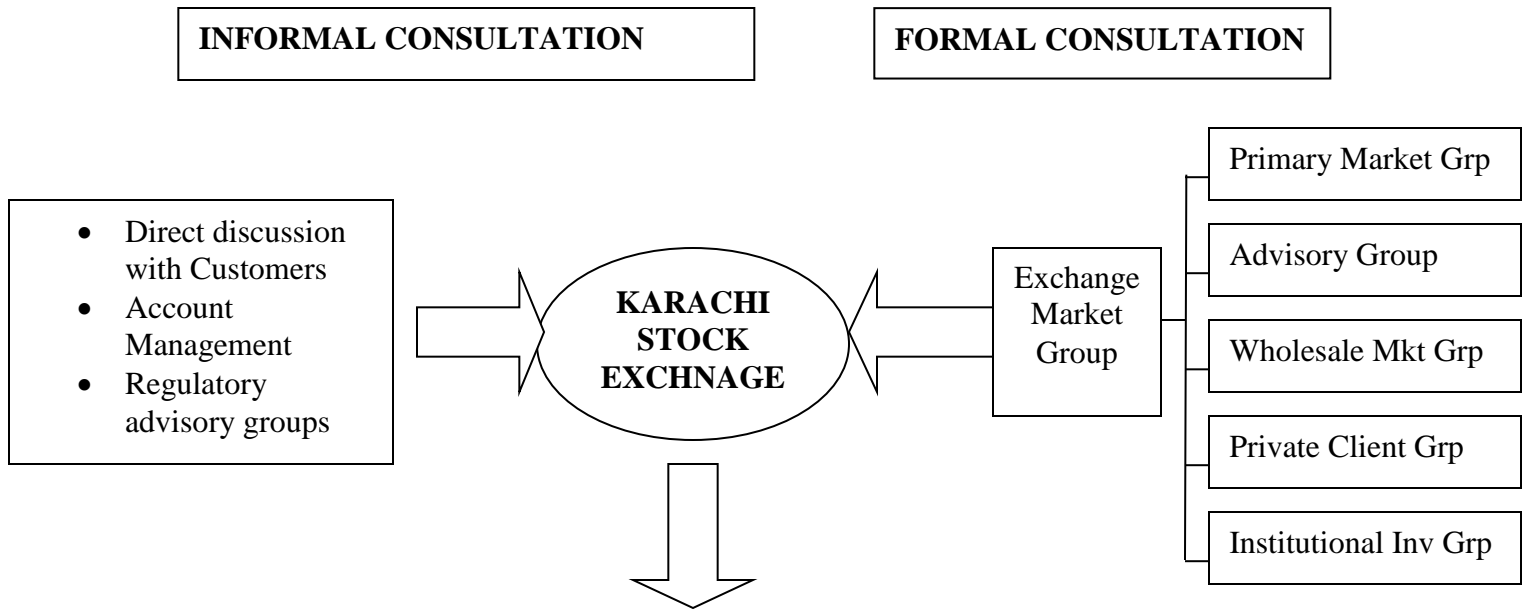 INFORMAL CONSULTATION
FORMAL CONSULTATION
• Direct discussion
with Customers
• Account
Management
• Regulatory
advisory groups
KARACHI
STOCK
EXCHNAGE
Exchange
Market
Group
Primary Market Grp
Advisory Group
Wholesale Mkt Grp
Private Client Grp
Institutional Inv Grp